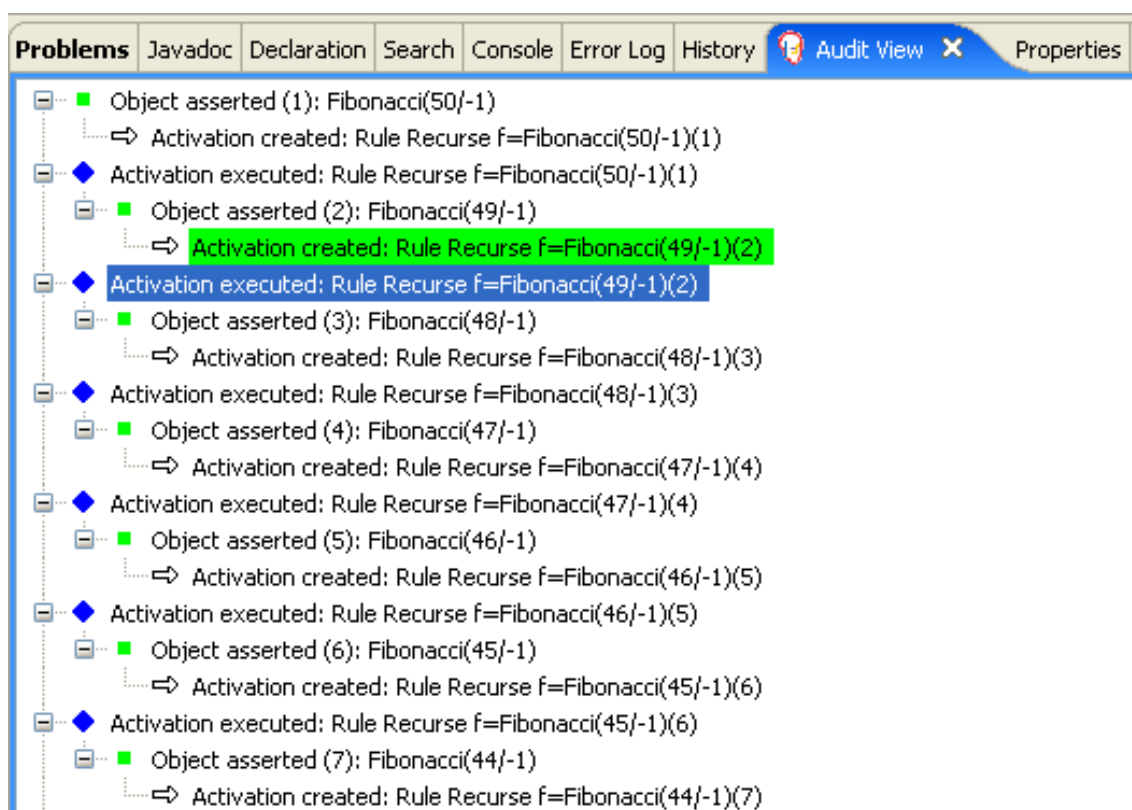 Problems Javadoc Declaration Search Console Error Log History Audit View Properties
Object asserted (1): Fibonacci(50/-1)
Activation created: Rule Recurse f=Fibonacci(50/-1)(1)
Activation executed: Rule Recurse f=Fibonacci(50/-1)(1)
Object asserted (2): Fibonacci(49/-1)
Activation created: Rule Recurse f=Fibonacci(49/-1)(2)
Activation executed: Rule Recurse f=Fibonacci(49/-1)(2)
Object asserted (3): Fibonacci(48/-1)
Activation created: Rule Recurse f=Fibonacci(48/-1)(3)
Activation executed: Rule Recurse f=Fibonacci(48/-1)(3)
Object asserted (4): Fibonacci(47/-1)
Activation created: Rule Recurse f=Fibonacci(47/-1)(4)
Activation executed: Rule Recurse f=Fibonacci(47/-1)(4)
Object asserted (5): Fibonacci(46/-1)
Activation created: Rule Recurse f=Fibonacci(46/-1)(5)
Activation executed: Rule Recurse f=Fibonacci(46/-1)(5)
Object asserted (6): Fibonacci(45/-1)
Activation created: Rule Recurse f=Fibonacci(45/-1)(6)
Activation executed: Rule Recurse f=Fibonacci(45/-1)(6)
Object asserted (7): Fibonacci(44/-1)
Activation created: Rule Recurse f=Fibonacci(44/-1)(7)